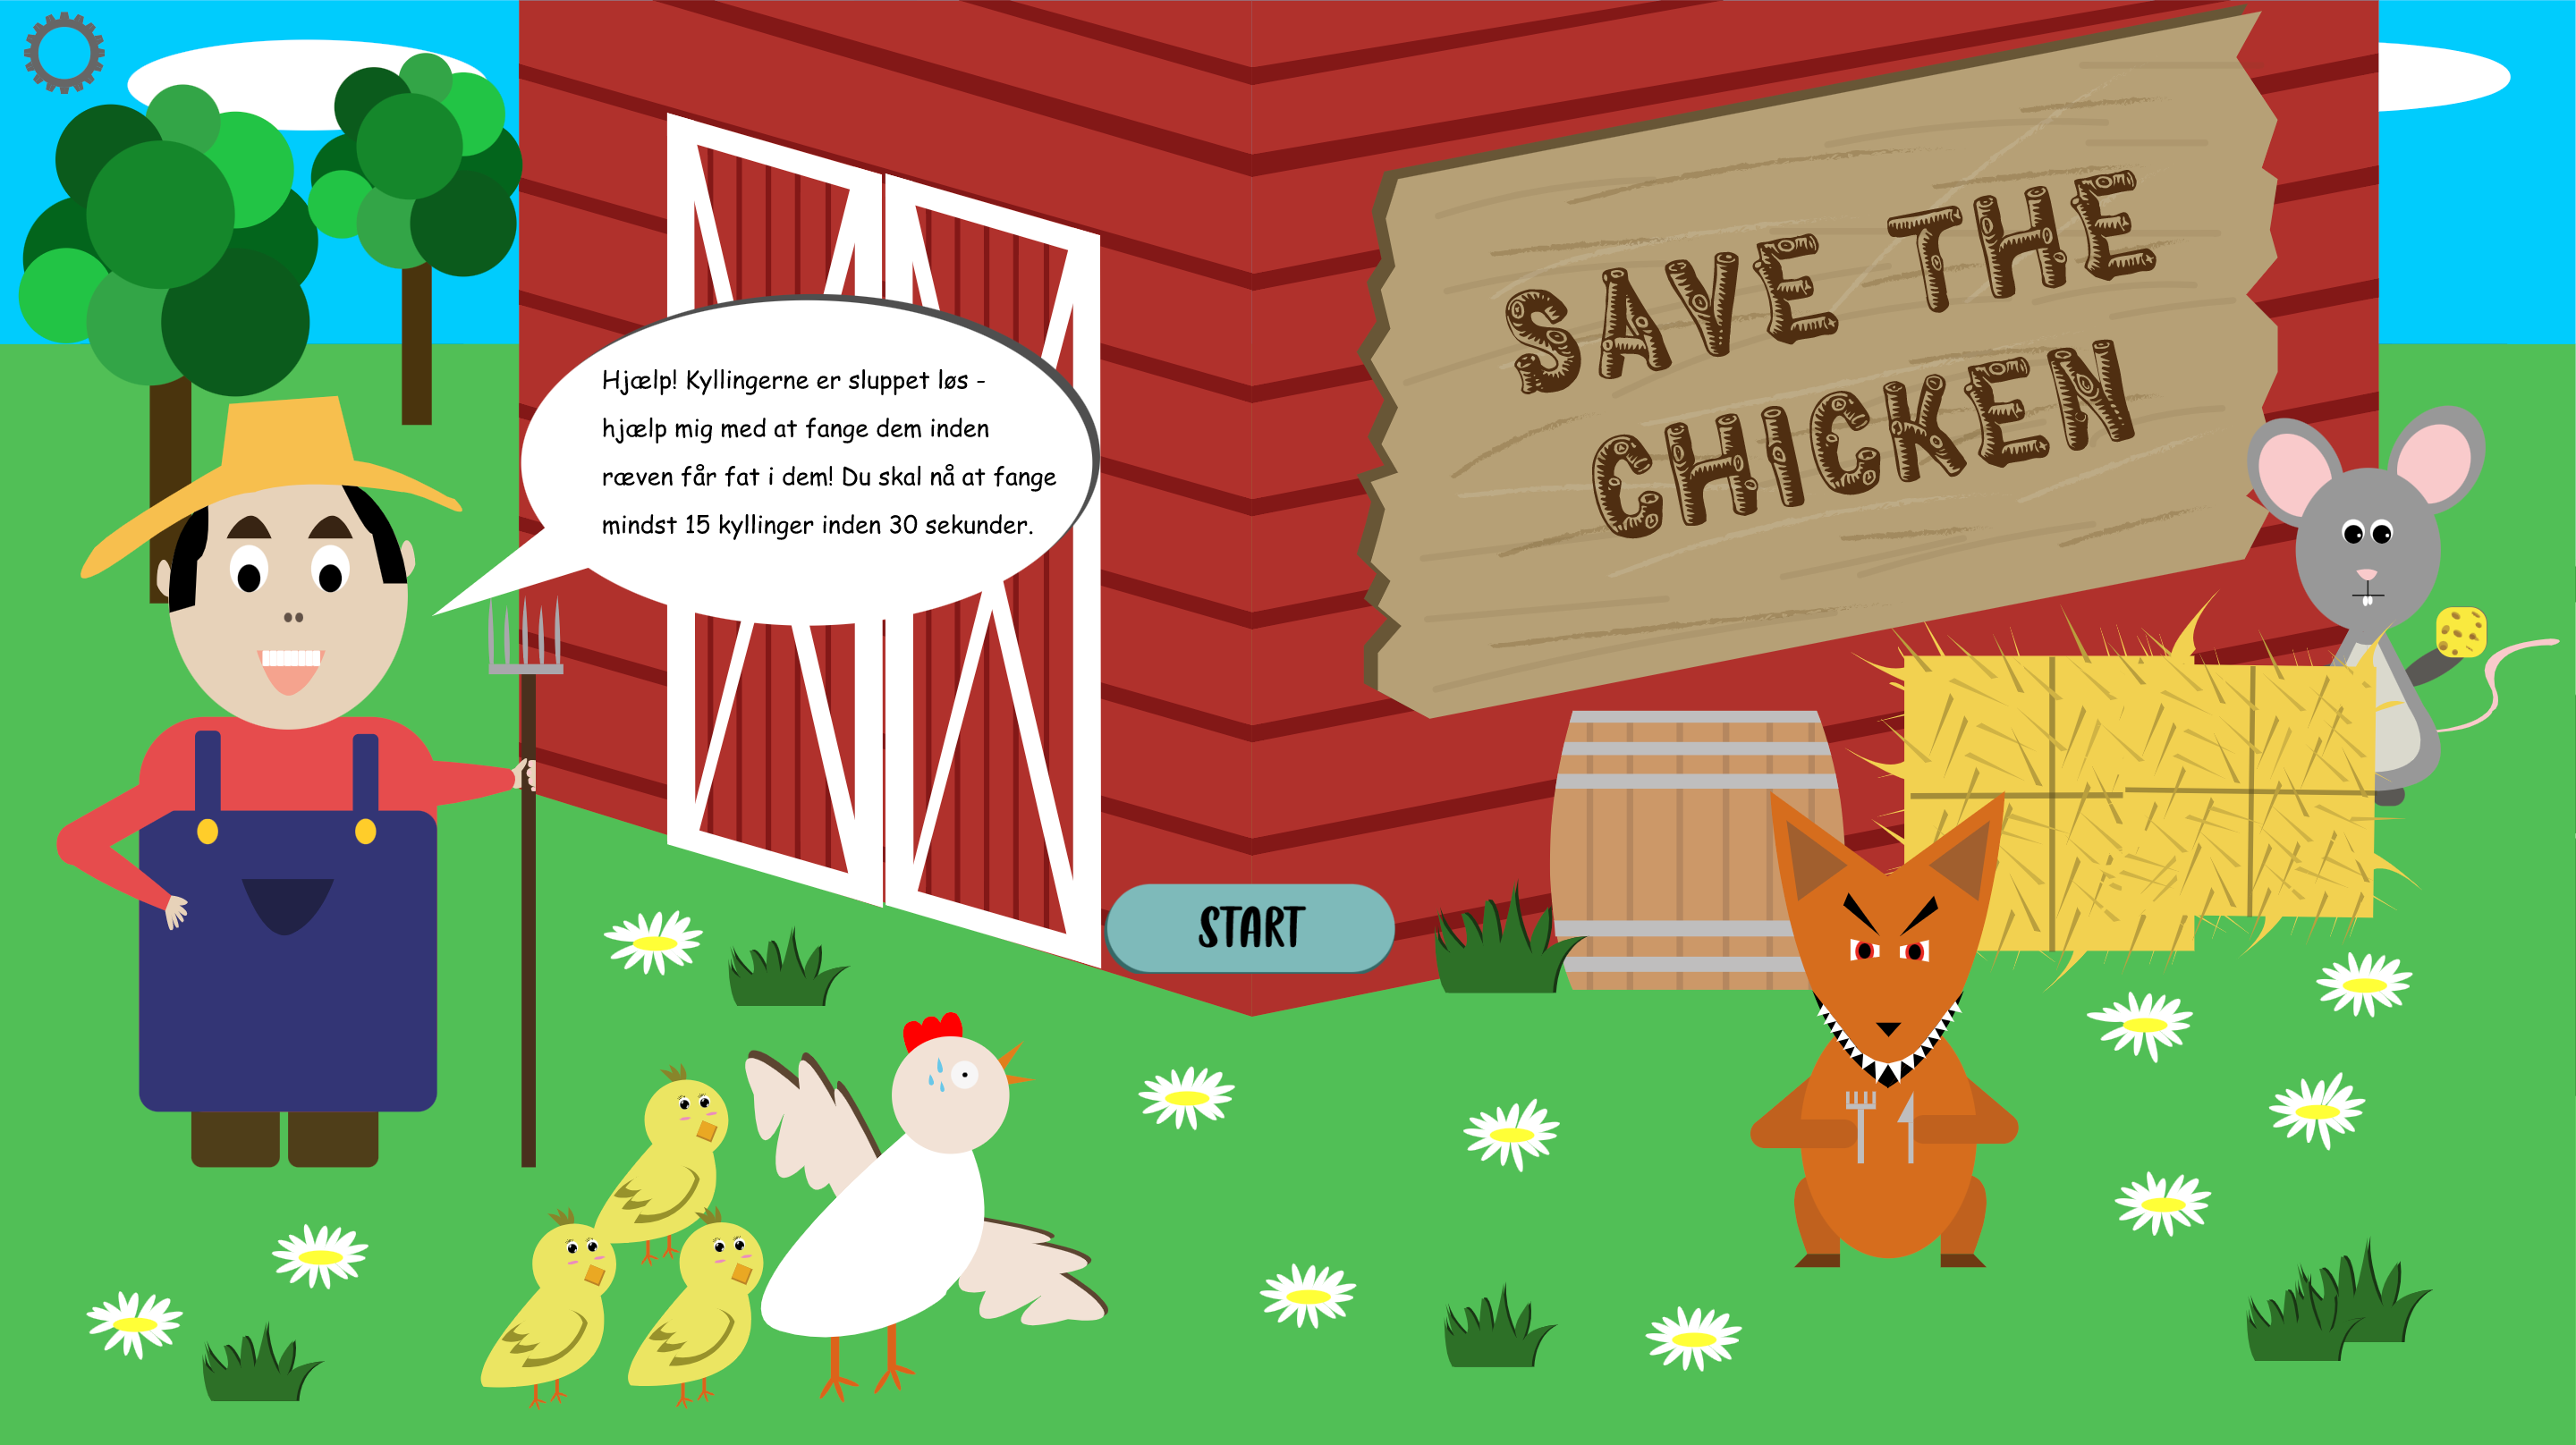 SAVE THE
CHICKEN
Hjælp! Kyllingerne er sluppet løs -
hjælp mig med at fange dem inden
ræven får fat i dem! Du skal nå at fange
mindst 15 kyllinger inden 30 sekunder.
START